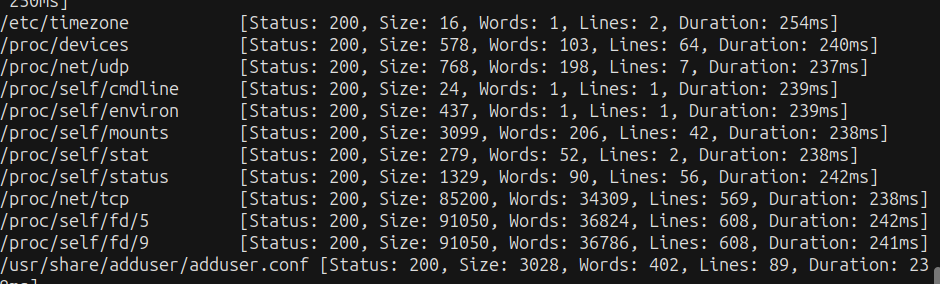 250ms]
/etc/timezone [Status: 200, Size: 16, Words: 1, Lines: 2, Duration: 254ms]
/proc/devices [Status: 200, Size: 578, Words: 103, Lines: 64, Duration: 240ms]
/proc/net/udp [Status: 200, Size: 768, Words: 198, Lines: 7, Duration: 237ms]
/proc/self/cmdline [Status: 200, Size: 24, Words: 1, Lines: 1, Duration: 239ms]
/proc/self/environ [Status: 200, Size: 437, Words: 1, Lines: 1, Duration: 239ms]
/proc/self/mounts [Status: 200, Size: 3099, Words: 206, Lines: 42, Duration: 238ms]
/proc/self/stat [Status: 200, Size: 279, Words: 52, Lines: 2, Duration: 238ms]
/proc/self/status [Status: 200, Size: 1329, Words: 90, Lines: 56, Duration: 242ms]
/proc/net/tcp [Status: 200, Size: 85200, Words: 34309, Lines: 569, Duration: 238ms]
/proc/self/fd/5 [Status: 200, Size: 91050, Words: 36824, Lines: 608, Duration: 242ms]
/proc/self/fd/9 [Status: 200, Size: 91050, Words: 36786, Lines: 608, Duration: 241ms]
/usr/share/adduser/adduser.conf [Status: 200, Size: 3028, Words: 402, Lines: 89, Duration: 23